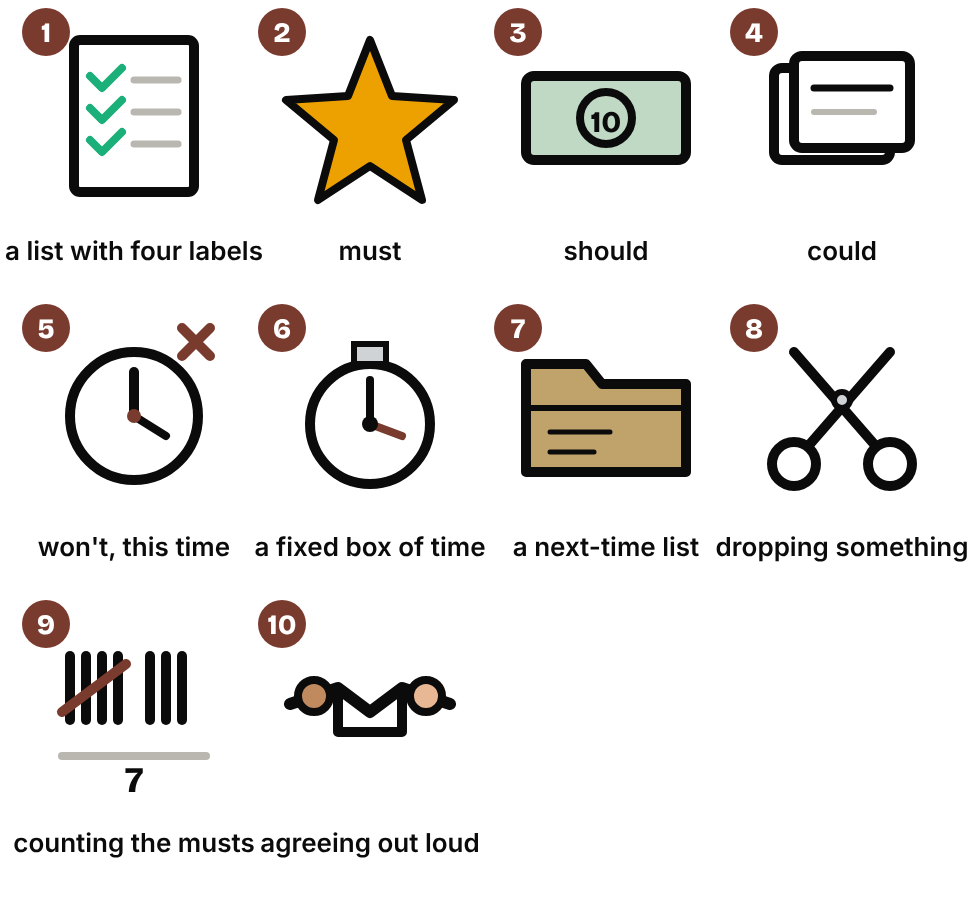 1
2
3
10
4
a list with four labels
must
should
could
5
6
7
8
won't, this time
a fixed box of time
a next-time list
dropping something
9
10
7
counting the musts
agreeing out loud